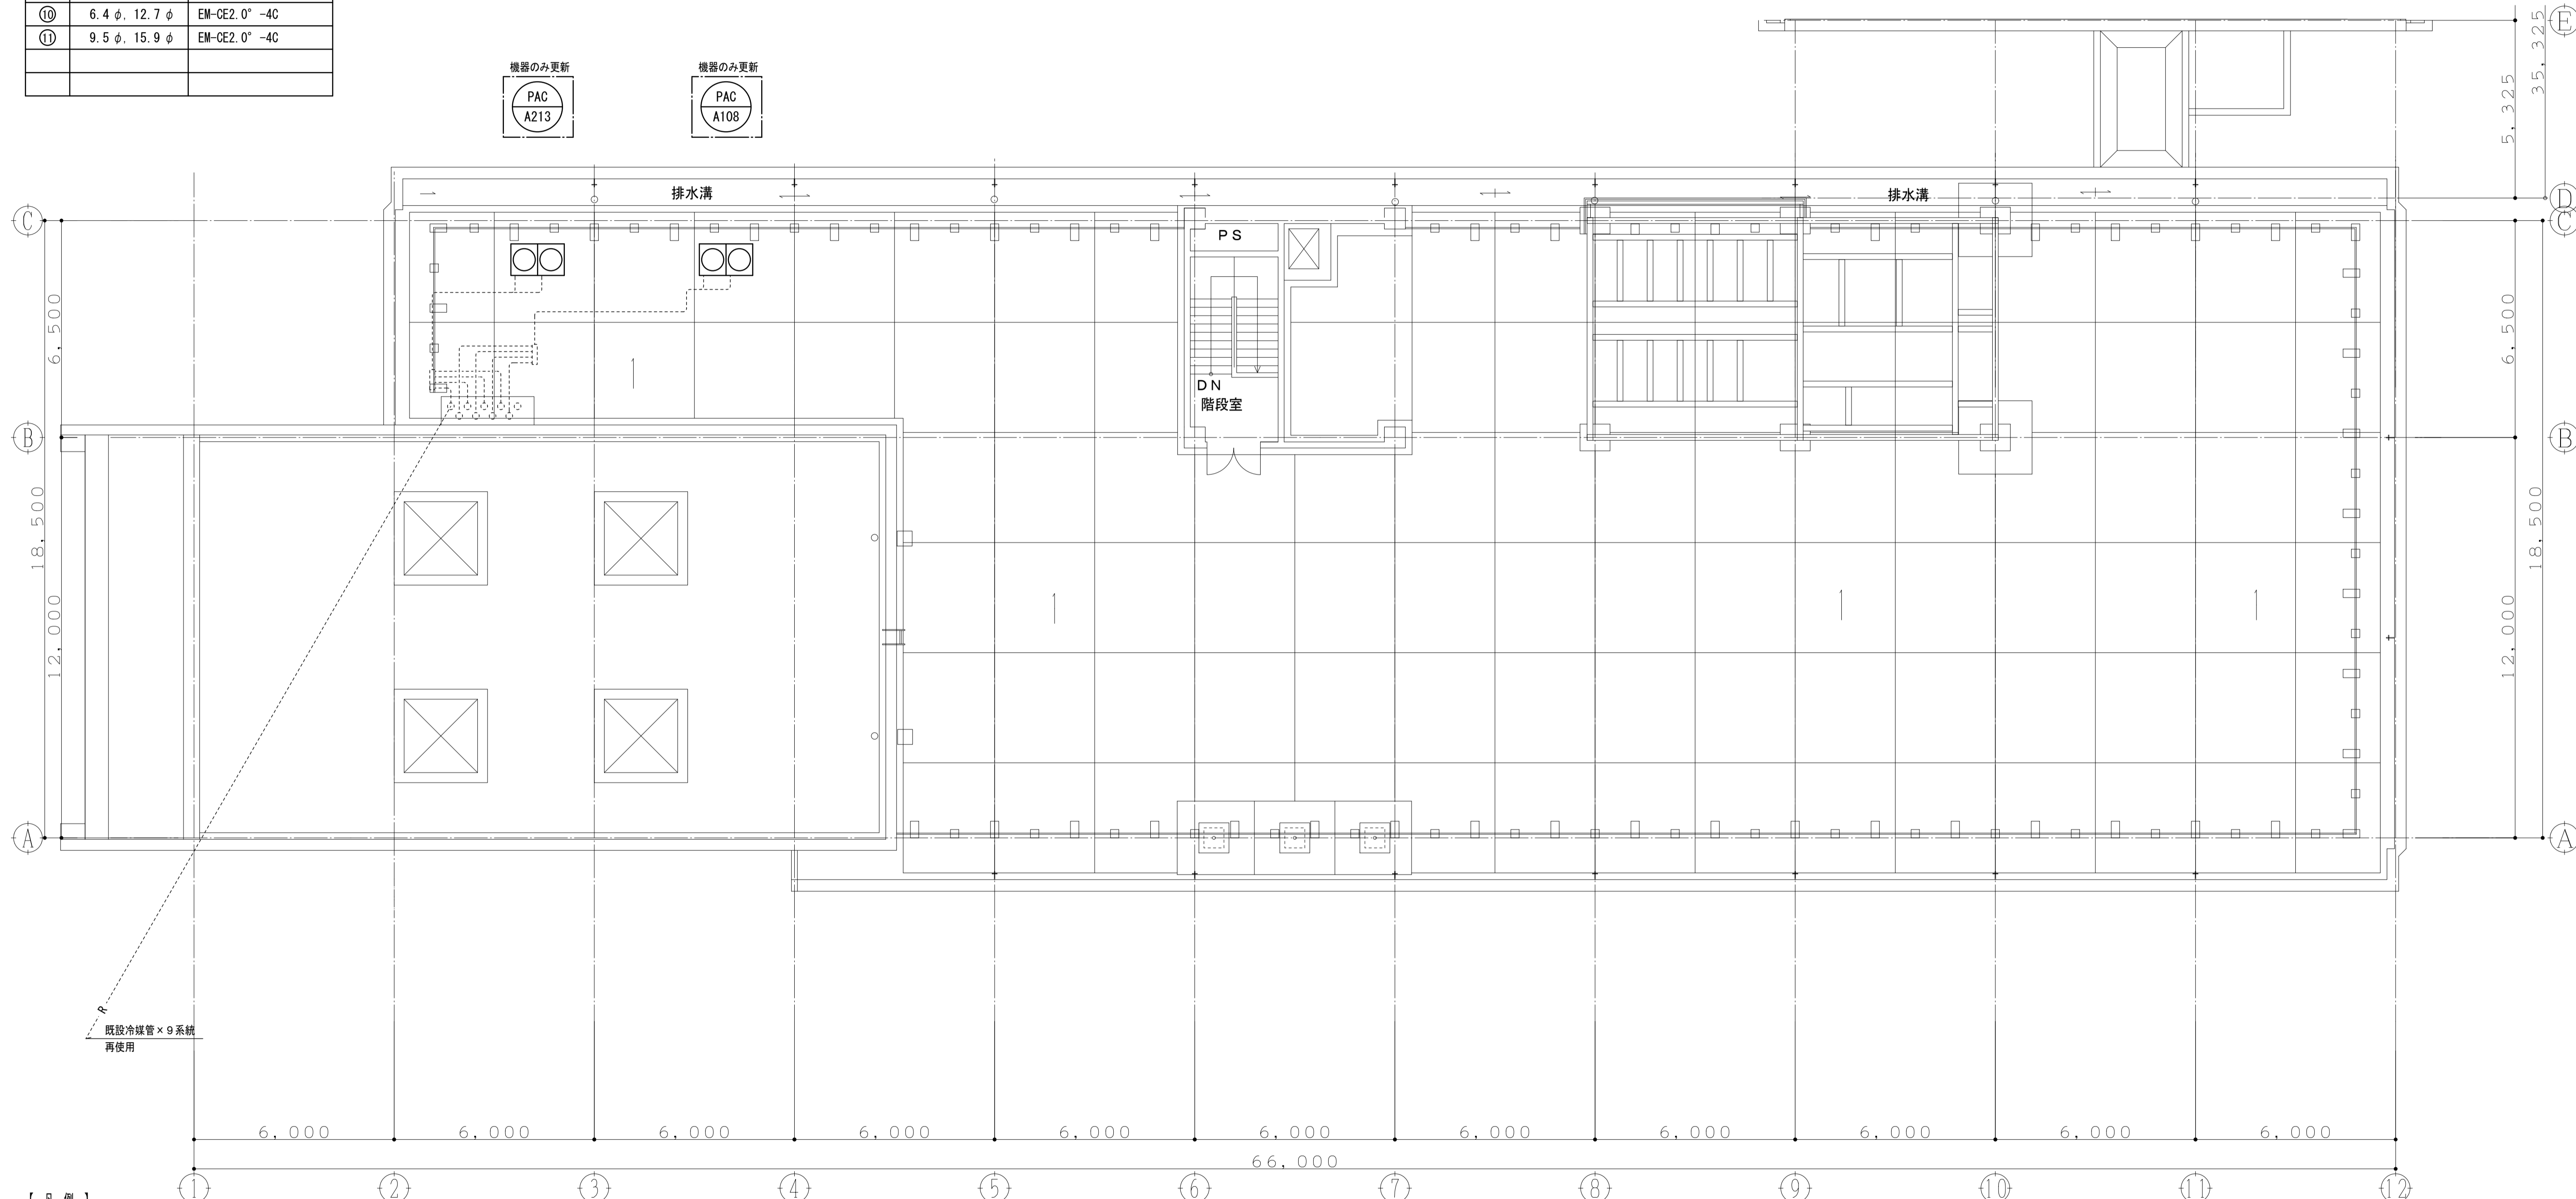 ⑩ 6.4φ, 12.7φ EM-CE2.0°-4C
⑪ 9.5φ, 15.9φ EM-CE2.0°-4C
機器のみ更新
PAC
A213
機器のみ更新
PAC
A108
E
5,325
35,325
排水溝
排水溝
D
C
C
PS
6,500
6,500
DN
階段室
B
B
18,500
18,500
12,000
12,000
A
A
R
既設冷媒管×9系統
再使用
6,000 6,000 6,000 6,000 6,000 6,000 6,000 6,000 6,000 6,000 6,000
66,000
1 2 3 4 5 6 7 8 9 10 11 12
【凡例】